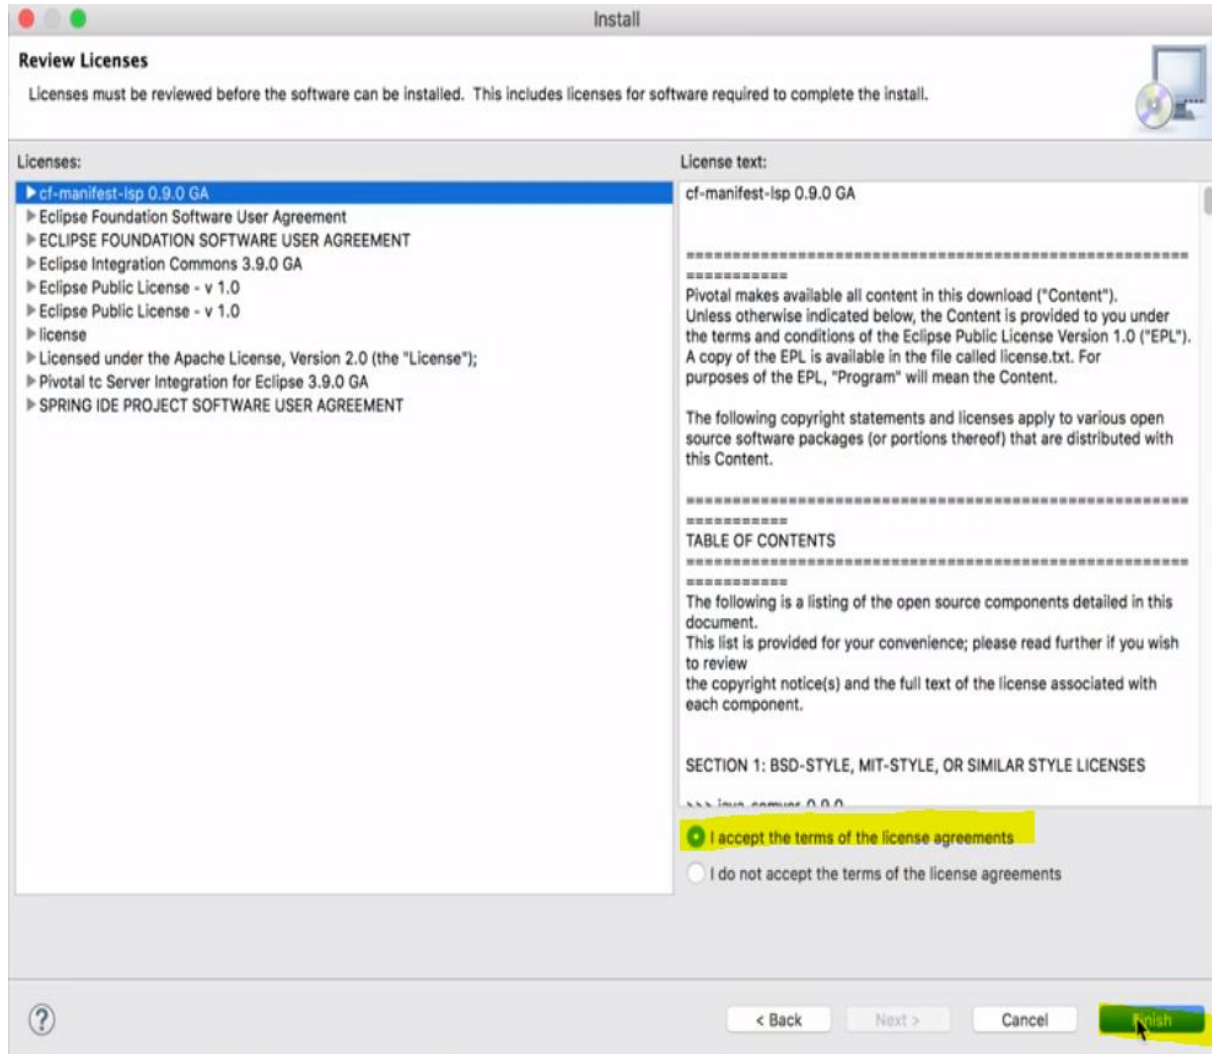 Install
Review Licenses
Licenses must be reviewed before the software can be installed. This includes licenses for software required to complete the install.
Licenses:
cf-manifest-lsp 0.9.0 GA
Eclipse Foundation Software User Agreement
ECLIPSE FOUNDATION SOFTWARE USER AGREEMENT
Eclipse Integration Commons 3.9.0 GA
Eclipse Public License - v 1.0
Eclipse Public License - v 1.0
license
Licensed under the Apache License, Version 2.0 (the "License");
Pivotal tc Server Integration for Eclipse 3.9.0 GA
SPRING IDE PROJECT SOFTWARE USER AGREEMENT
License text:
cf-manifest-lsp 0.9.0 GA
======================================================
===========
Pivotal makes available all content in this download ("Content").
Unless otherwise indicated below, the Content is provided to you under
the terms and conditions of the Eclipse Public License Version 1.0 ("EPL").
A copy of the EPL is available in the file called license.txt. For
purposes of the EPL, "Program" will mean the Content.
The following copyright statements and licenses apply to various open
source software packages (or portions thereof) that are distributed with
this Content.
======================================================
===========
TABLE OF CONTENTS
======================================================
===========
The following is a listing of the open source components detailed in this
document.
This list is provided for your convenience; please read further if you wish
to review
the copyright notice(s) and the full text of the license associated with
each component.
SECTION 1: BSD-STYLE, MIT-STYLE, OR SIMILAR STYLE LICENSES
I accept the terms of the license agreements
I do not accept the terms of the license agreements
?
< Back
Next >
Cancel
Finish